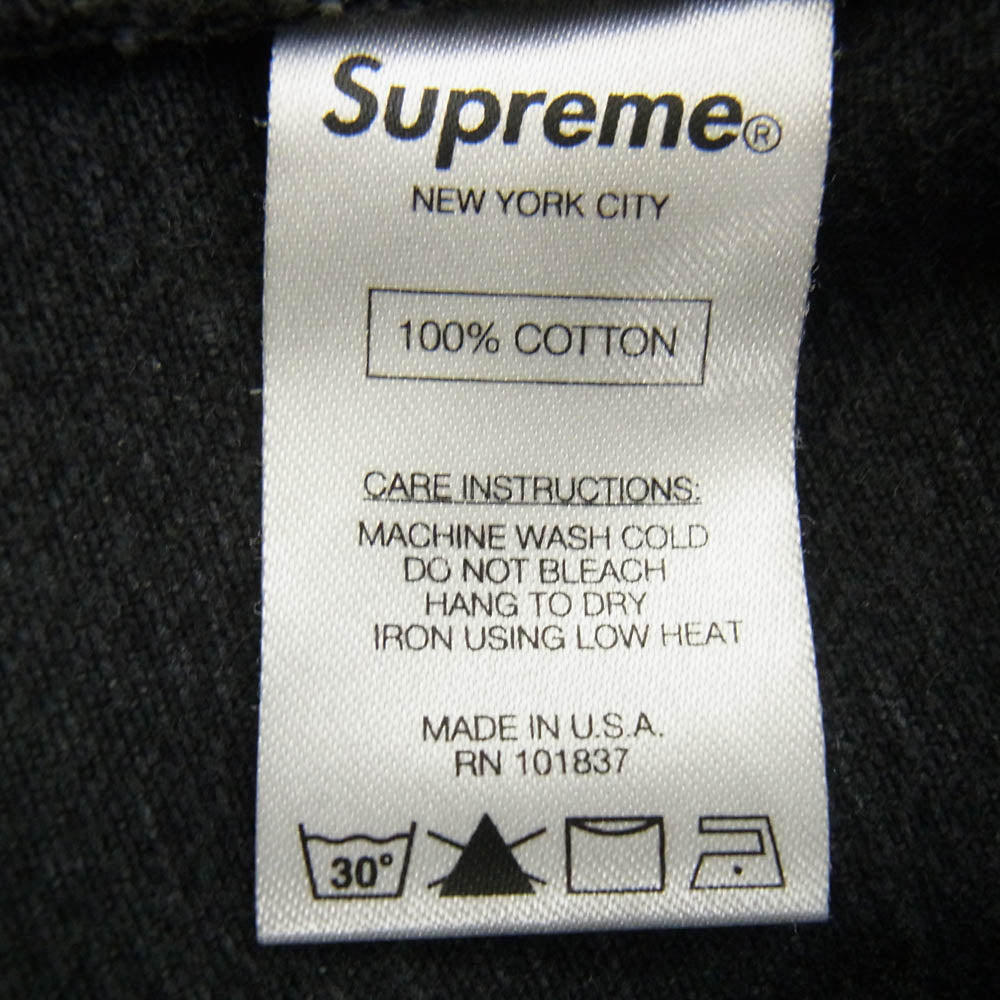 Supreme®
NEW YORK CITY
100% COTTON
CARE INSTRUCTIONS:
MACHINE WASH COLD
DO NOT BLEACH
HANG TO DRY
IRON USING LOW HEAT
MADE IN U.S.A.
RN 101837
30°